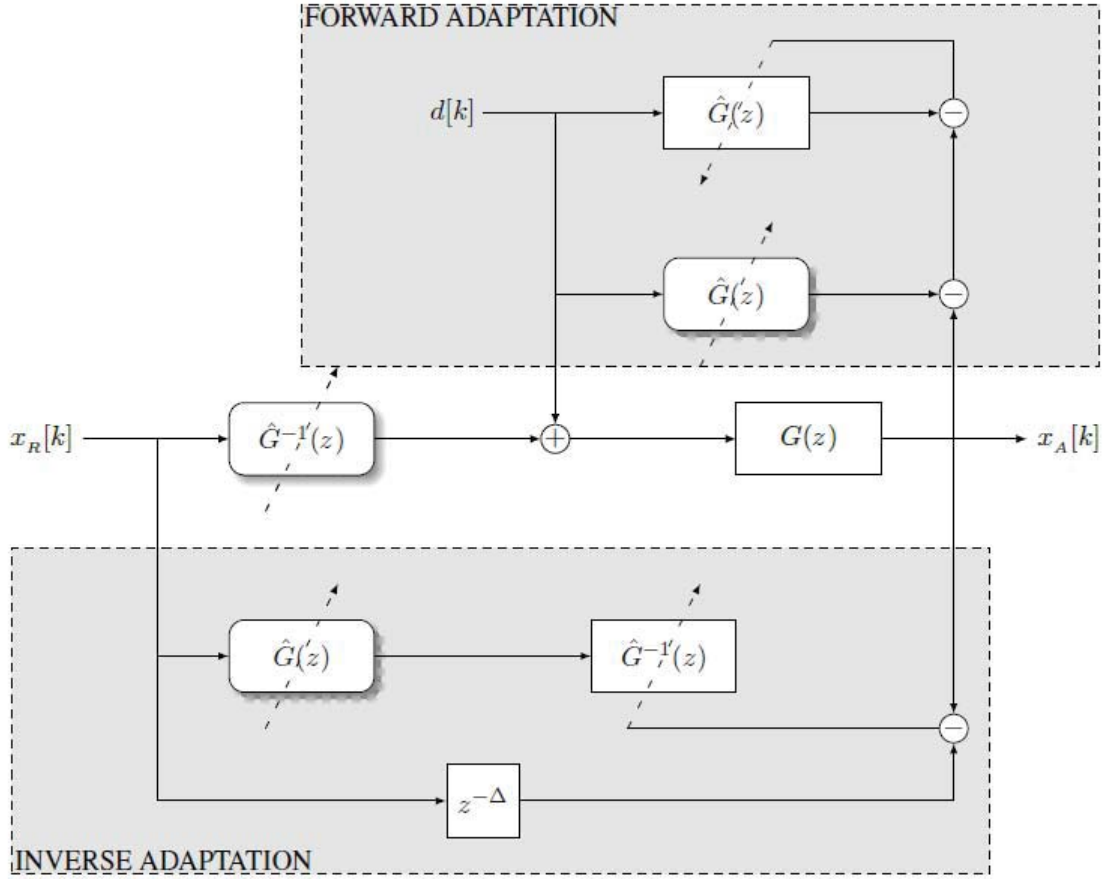 FORWARD ADAPTATION
d[k]
Ĝ′(z)
−
Ĝ′(z)
−
x_R[k]
Ĝ⁻¹′(z)
+
G(z)
x_A[k]
Ĝ′(z)
Ĝ⁻¹′(z)
−
z^{−Δ}
INVERSE ADAPTATION